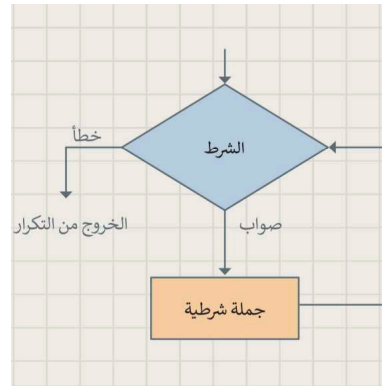 الشرط
خطأ
الخروج من التكرار
صواب
جملة شرطية